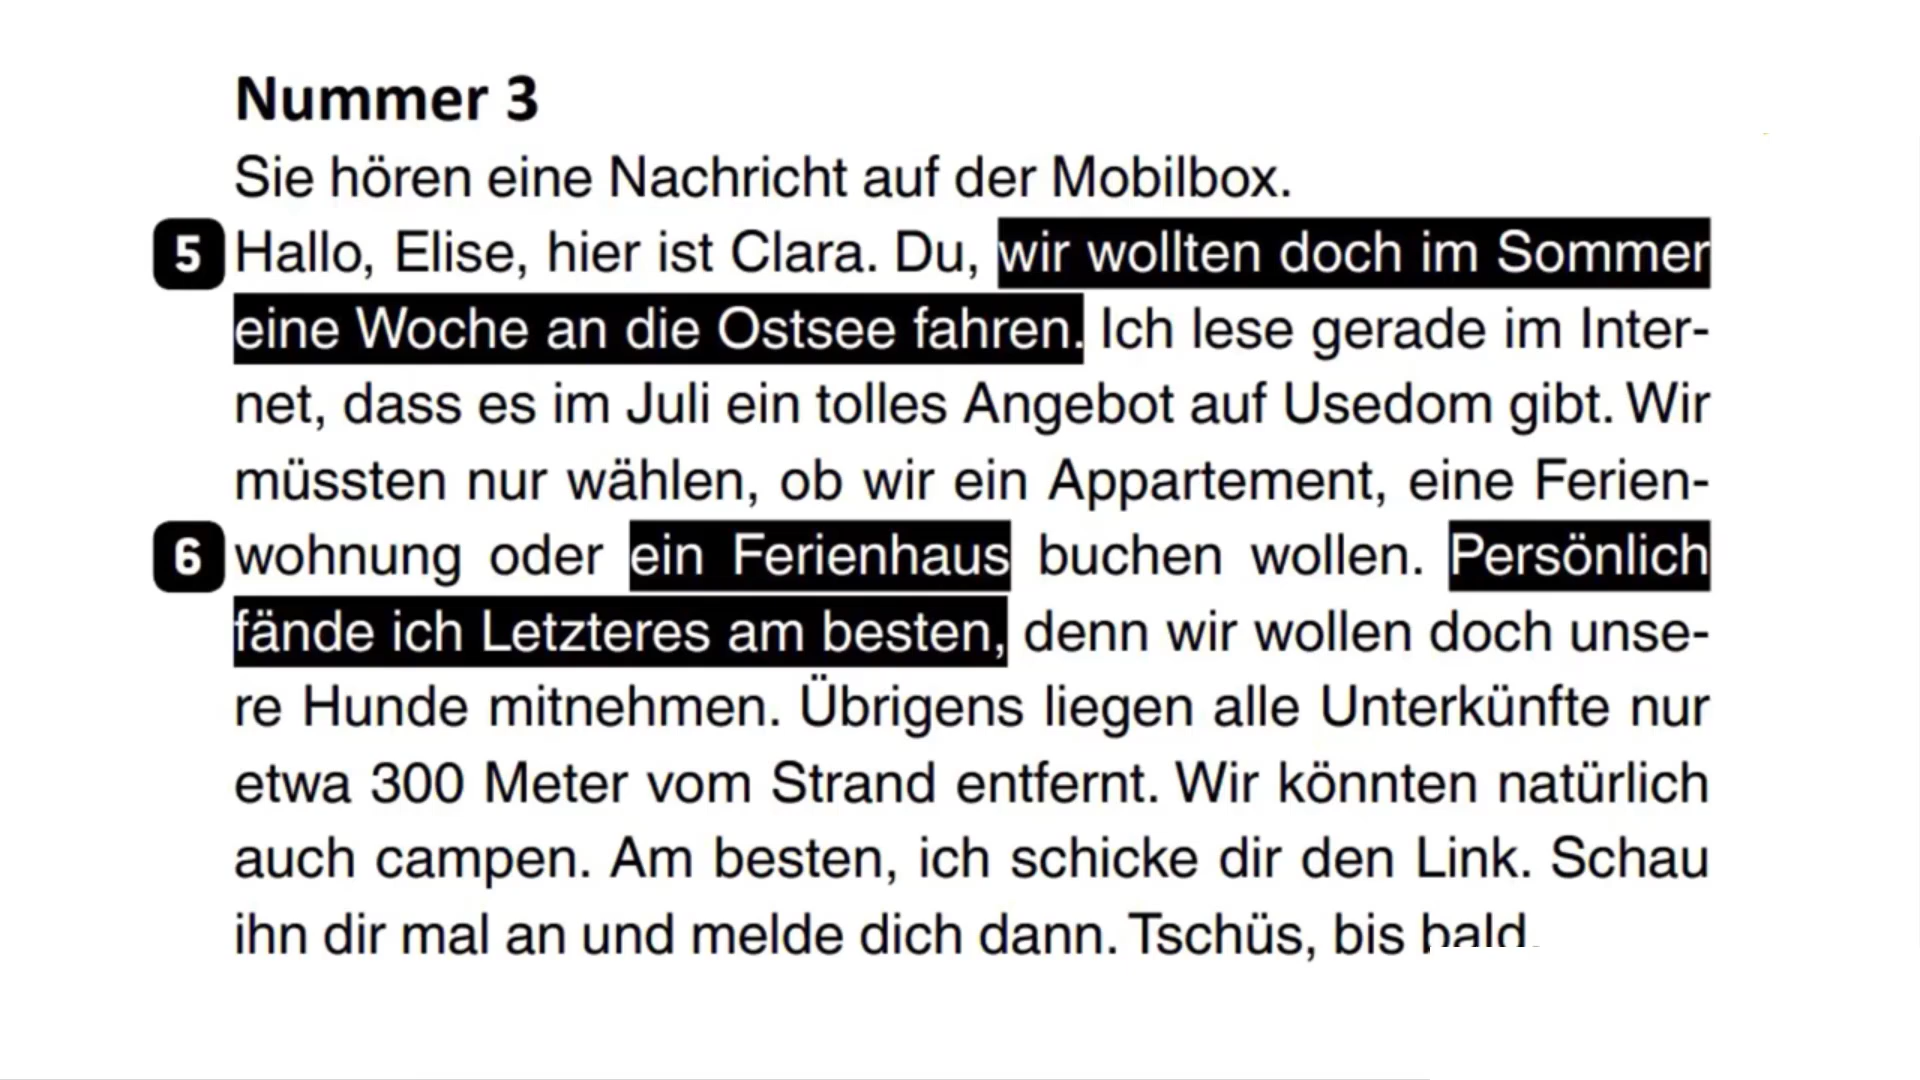 Nummer 3
Sie hören eine Nachricht auf der Mobilbox.
5 Hallo, Elise, hier ist Clara. Du, wir wollten doch im Sommer
eine Woche an die Ostsee fahren. Ich lese gerade im Inter-
net, dass es im Juli ein tolles Angebot auf Usedom gibt. Wir
müssten nur wählen, ob wir ein Appartement, eine Ferien-
6 wohnung oder ein Ferienhaus buchen wollen. Persönlich
fände ich Letzteres am besten, denn wir wollen doch unse-
re Hunde mitnehmen. Übrigens liegen alle Unterkünfte nur
etwa 300 Meter vom Strand entfernt. Wir könnten natürlich
auch campen. Am besten, ich schicke dir den Link. Schau
ihn dir mal an und melde dich dann. Tschüs, bis bald.